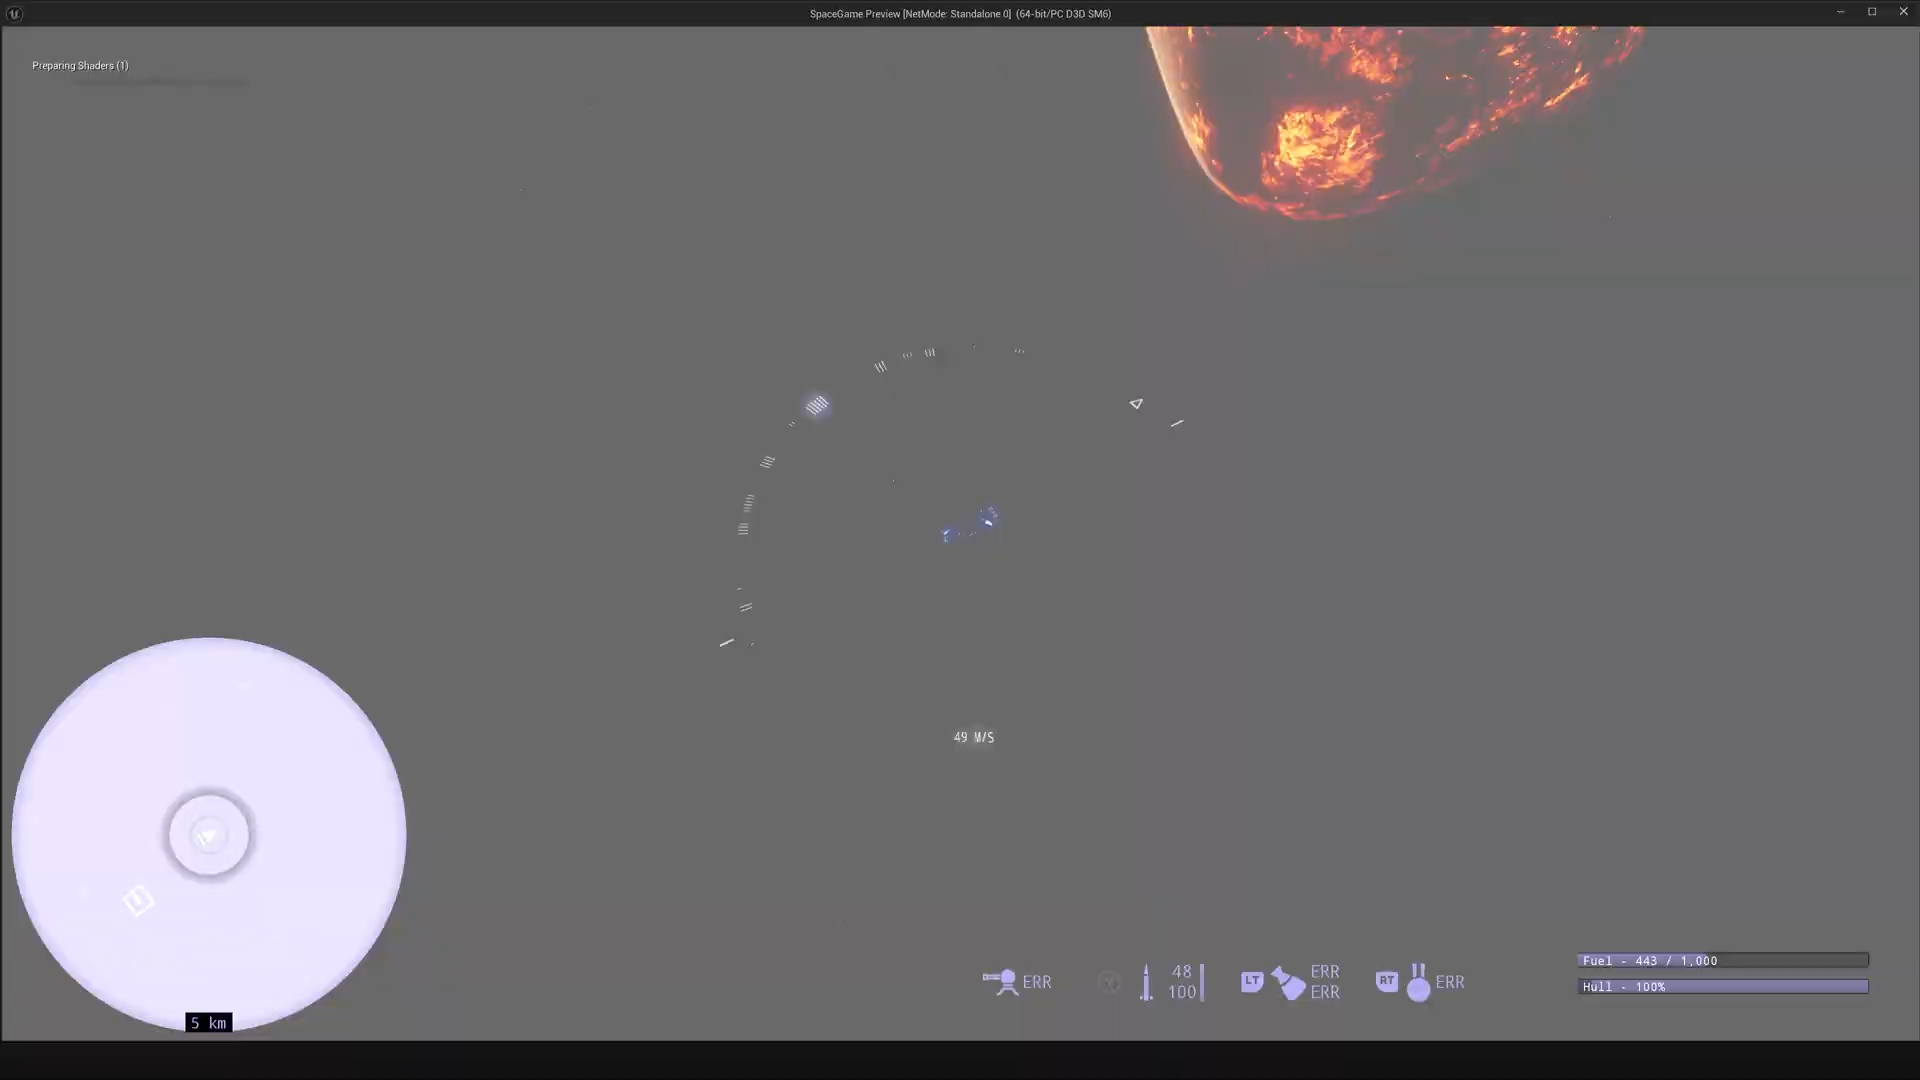 SpaceGame Preview [NetMode: Standalone 0] (64-bit/PC D3D SM6)
Preparing Shaders (1)
49 M/S
5 km
ERR
48
100
LT
ERR
ERR
RT
ERR
Fuel - 443 / 1,000
Hull - 100%